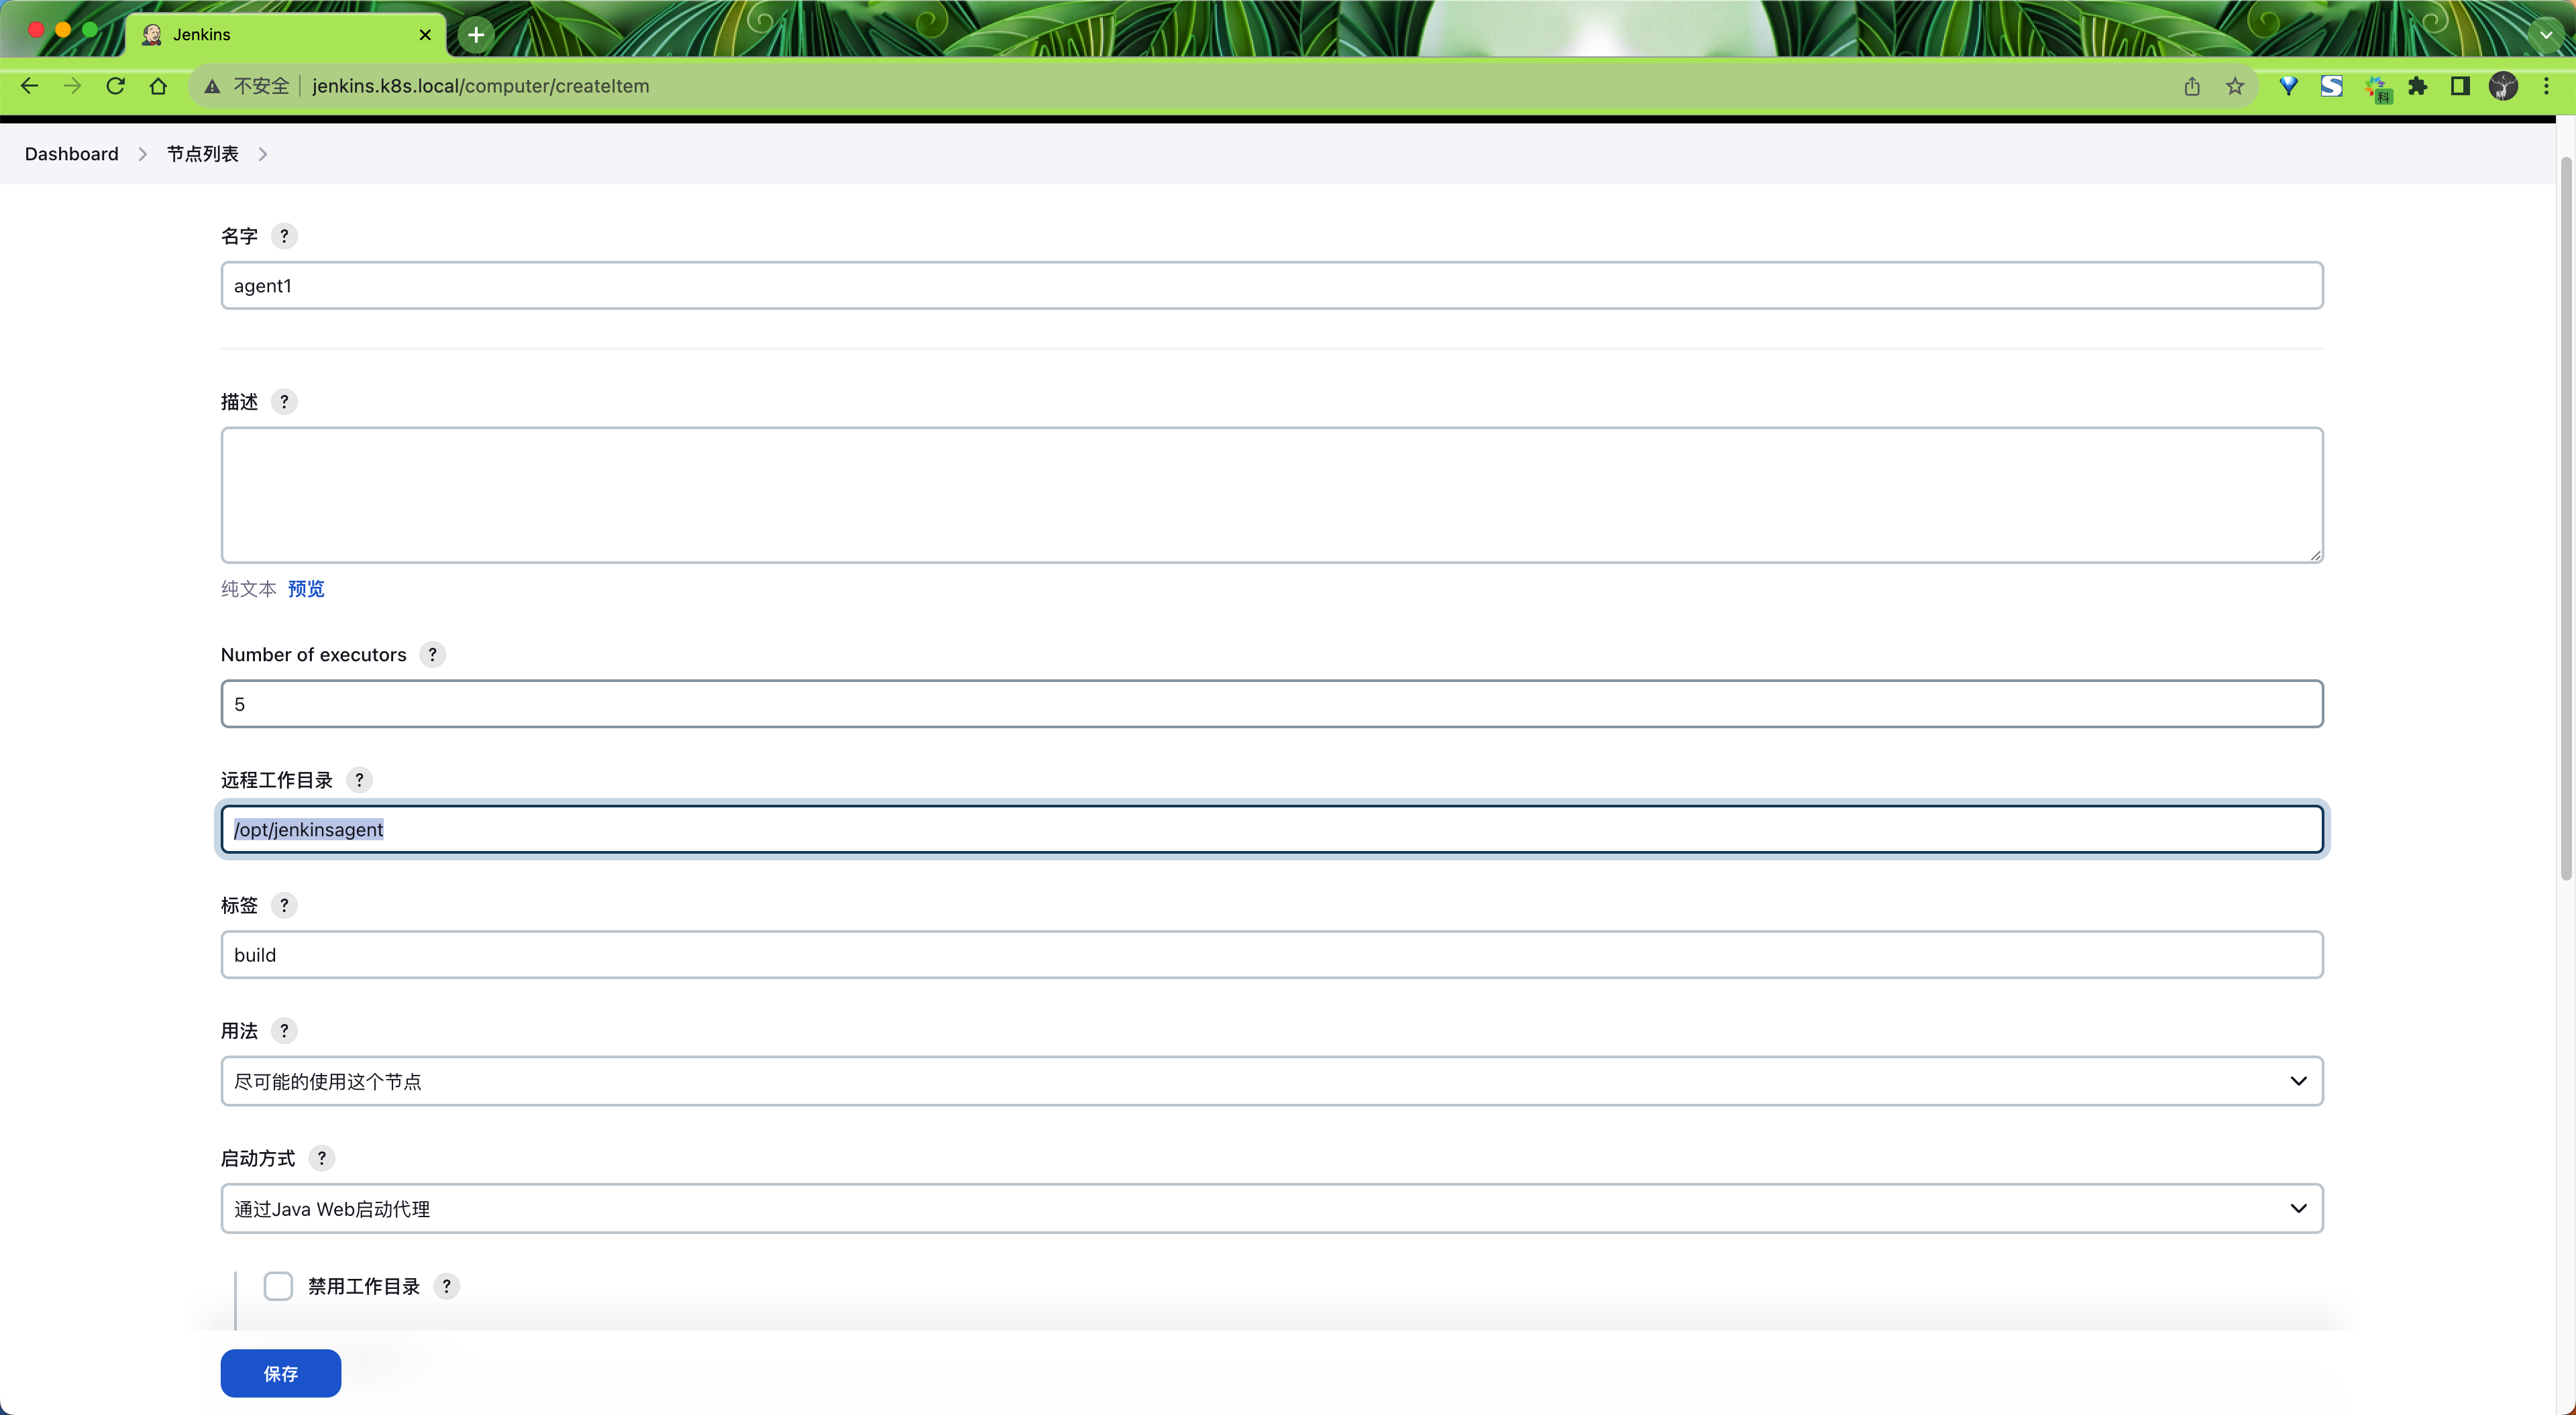 Jenkins
不安全
jenkins.k8s.local/computer/createItem
科
Dashboard
节点列表
名字 ?
agent1
描述 ?
纯文本 预览
Number of executors ?
5
远程工作目录 ?
/opt/jenkinsagent
标签 ?
build
用法 ?
尽可能的使用这个节点
启动方式 ?
通过Java Web启动代理
禁用工作目录 ?
保存